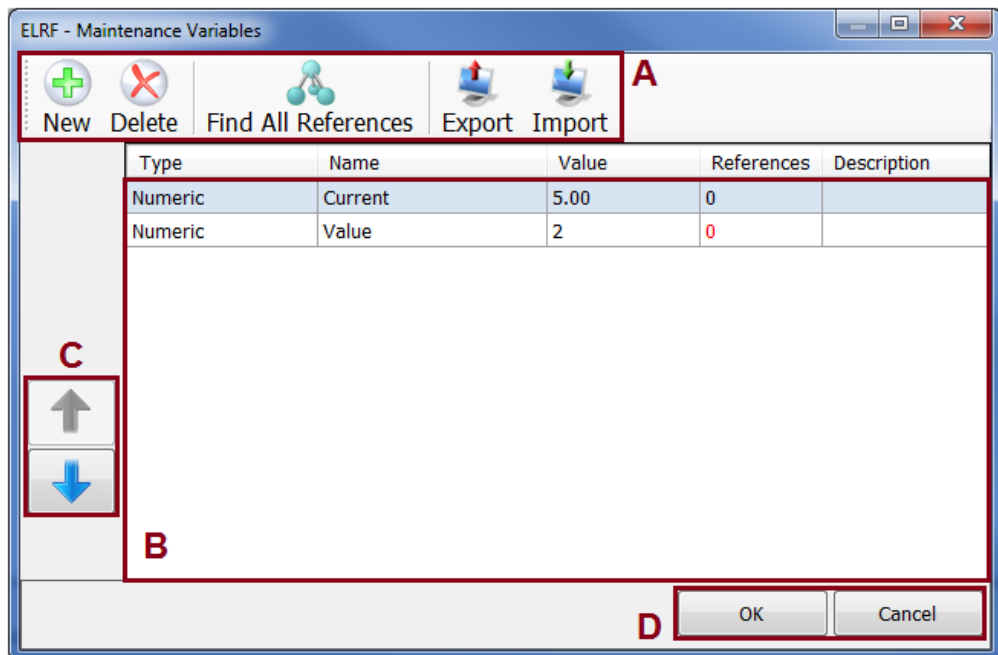 ELRF - Maintenance Variables
A
New Delete Find All References Export Import
Type Name Value References Description
Numeric Current 5.00 0
Numeric Value 2 0
C
B
D
OK Cancel